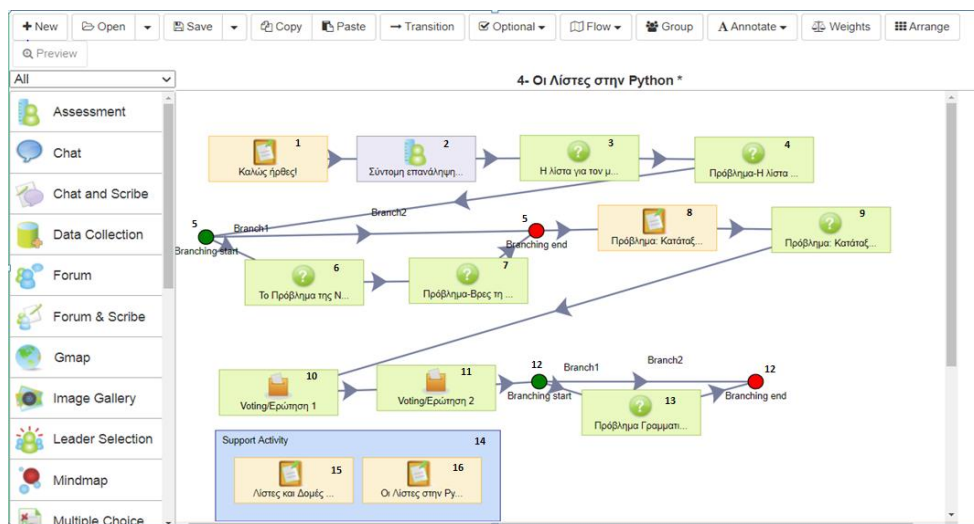 New Open Save Copy Paste Transition Optional Flow Group Annotate Weights Arrange
Preview
All
4- Οι Λίστες στην Python *
Assessment
Chat
Chat and Scribe
Data Collection
Forum
Forum & Scribe
Gmap
Image Gallery
Leader Selection
Mindmap
Multiple Choice
1
Καλώς ήρθες!
2
Σύντομη επανάληψη...
3
Η λίστα για τον μ...
4
Πρόβλημα-Η λίστα ...
5
Branching start
Branch1
Branch2
5
Branching end
6
Το Πρόβλημα της Ν...
7
Πρόβλημα-Βρες τη ...
8
Πρόβλημα: Κατάταξ...
9
Πρόβλημα: Κατάταξ...
10
Voting/Ερώτηση 1
11
Voting/Ερώτηση 2
12
Branching start
Branch1
Branch2
12
Branching end
13
Πρόβλημα Γραμματι...
Support Activity 14
15
Λίστες και Δομές ...
16
Οι Λίστες στην Py...